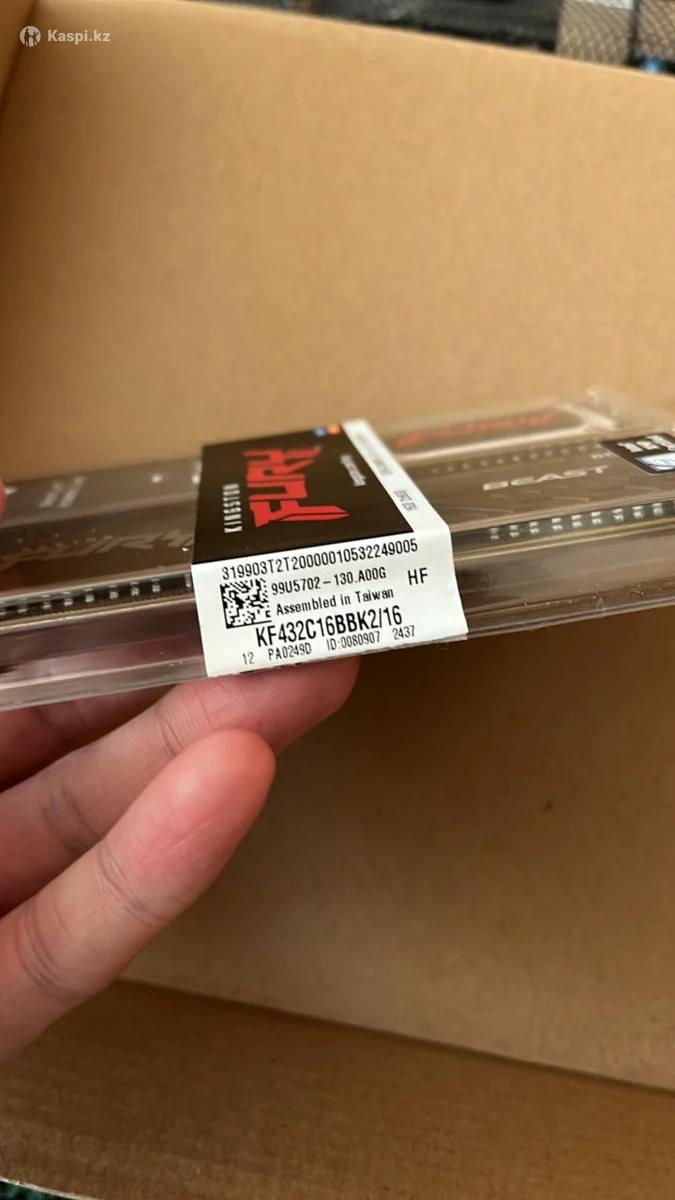 Kaspi.kz
KINGSTON
FURY
BEAST
319903T2T20000010532249005
99U5702-130.A00G
HF
Assembled in Taiwan
KF432C16BBK2/16
12 PA0249D ID:0080907 2437